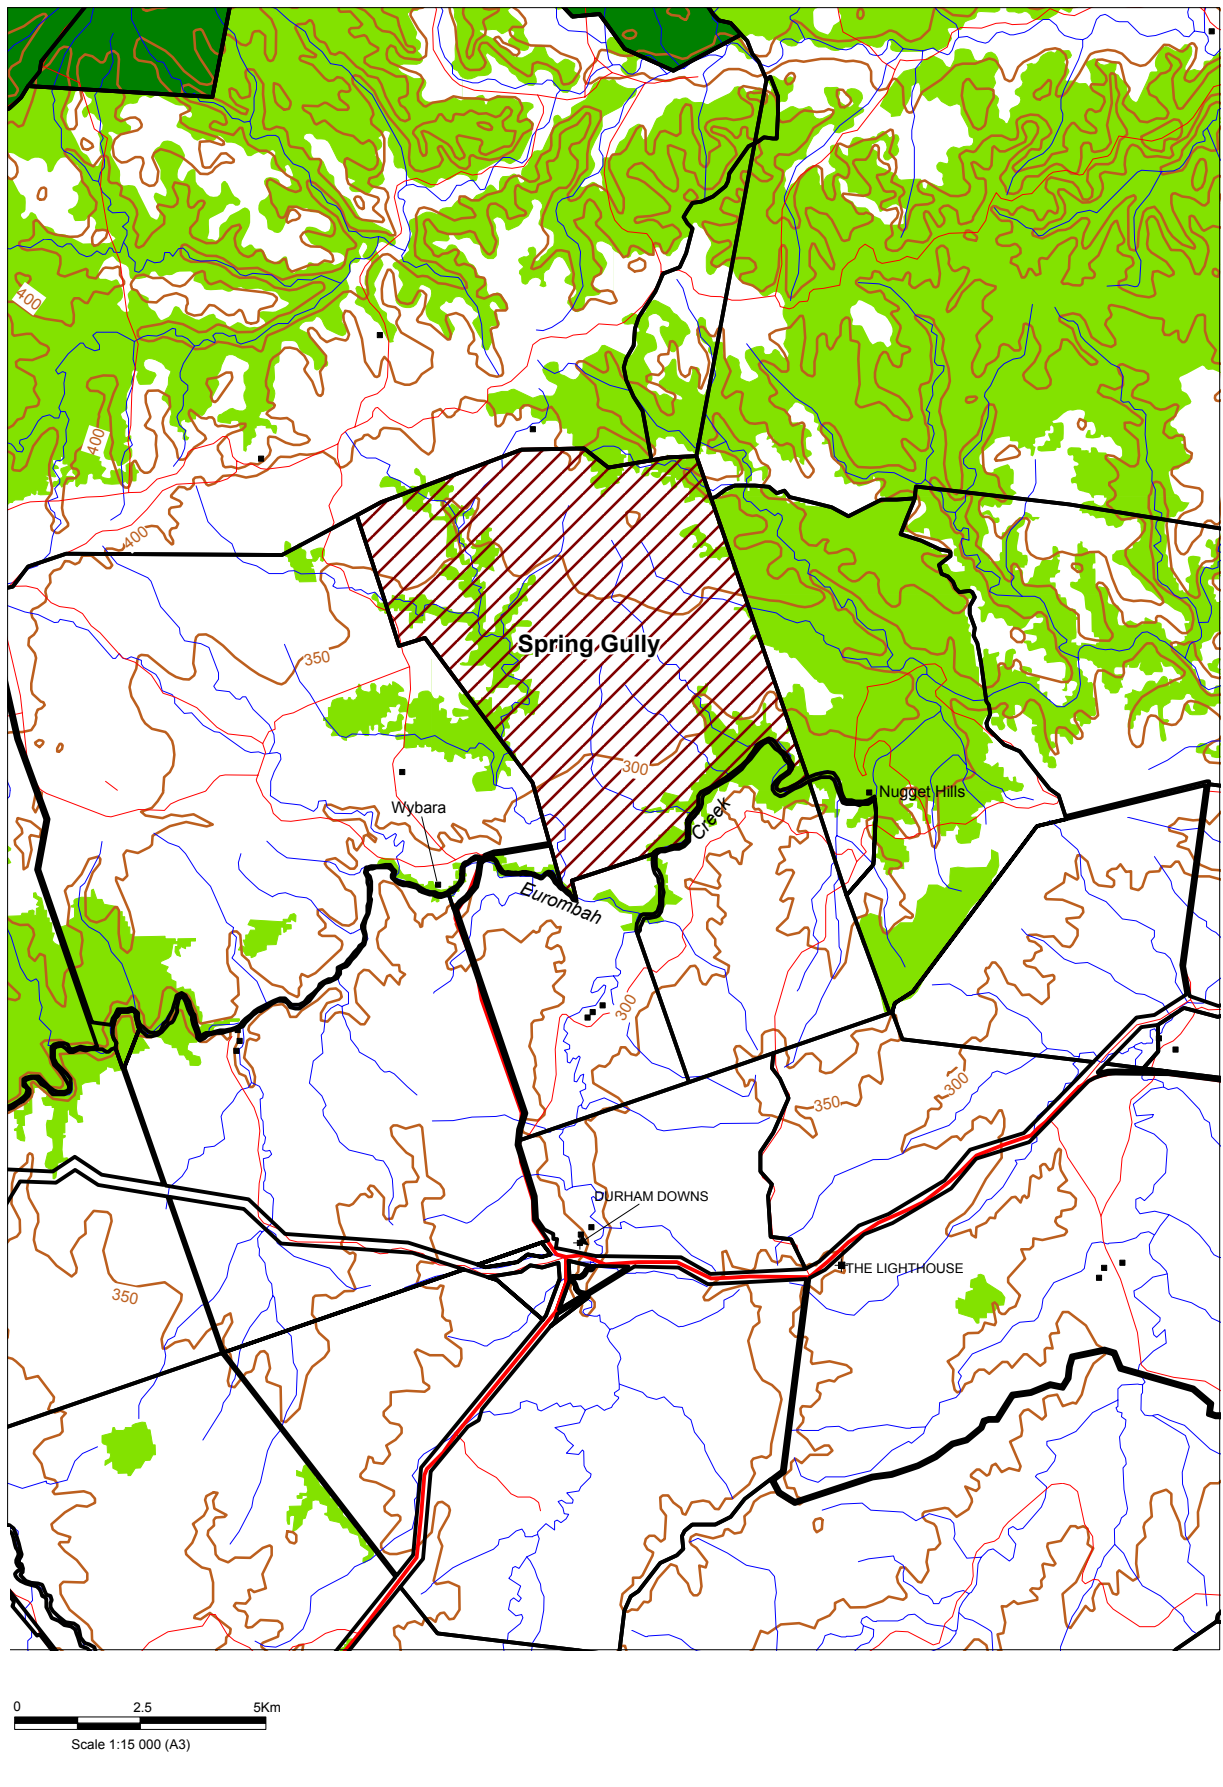 400
400
400
Spring Gully
350
300
Nugget Hills
Wybara
Creek
Eurombah
300
300
350
DURHAM DOWNS
THE LIGHTHOUSE
350
0 2.5 5Km
Scale 1:15 000 (A3)